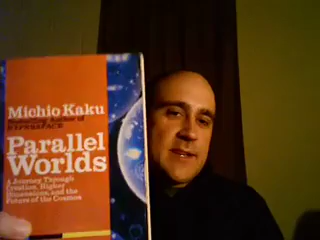 Michio Kaku
Bestselling Author of
HYPERSPACE
Parallel
Worlds
A Journey Through
Creation, Higher
Dimensions, and the
Future of the Cosmos